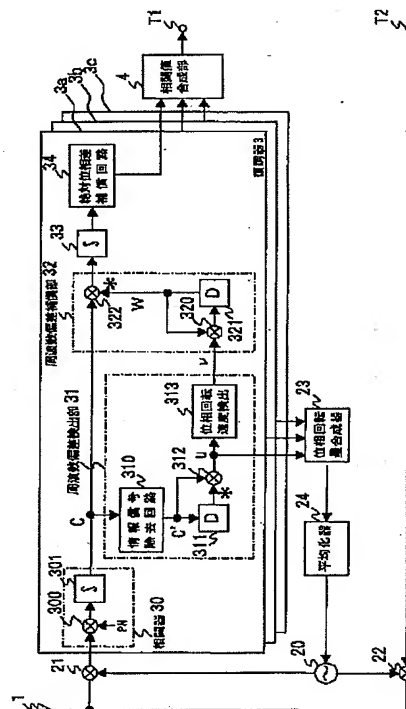 1
21
22
20
T1
T2
3a
3b
3c
4
相関値
合成部
復調器3
34
絶対位相差
補償回路
33
S
周波数偏差補償部 32
322
*
W
320
D
321
ν
周波数偏差検出部 31
C
310
情報信号
除去回路
C'
311
D
*
312
u
313
位相回転
速度検出
300
301
S
PN
相関器 30
23
位相回転
量合成器
24
平均化器